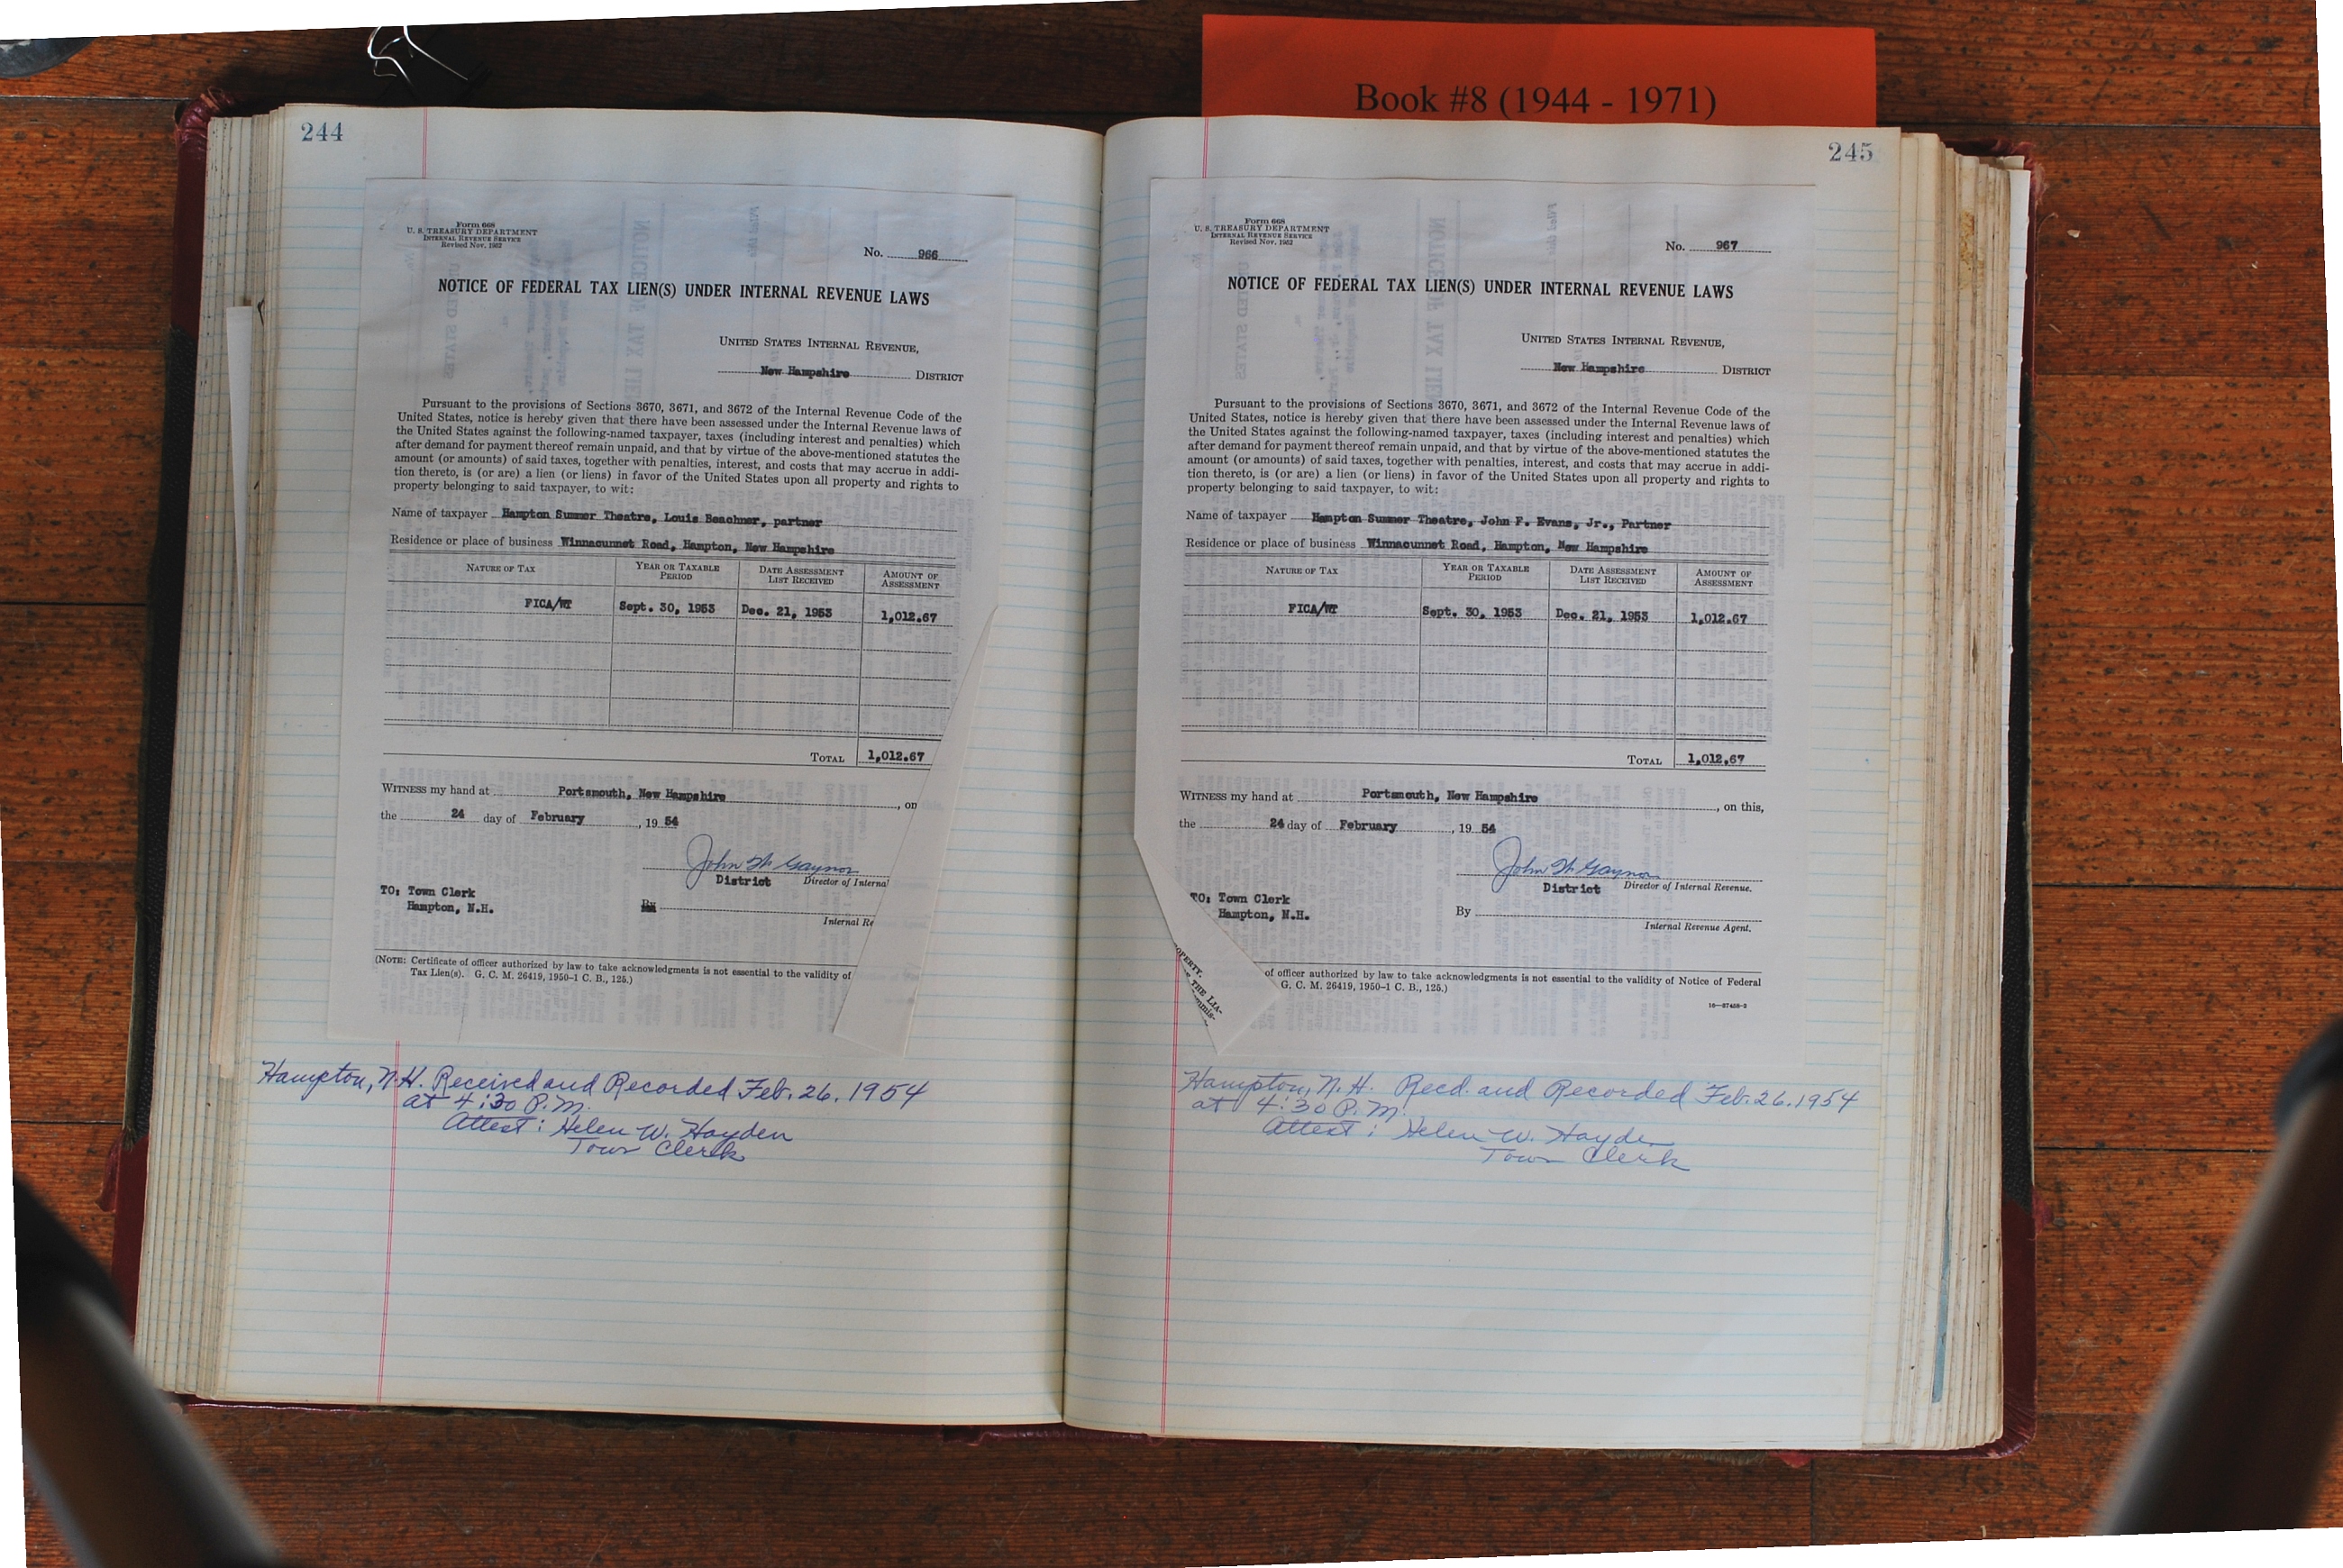 Book #8 (1944 - 1971)
244
Form 668
U. S. TREASURY DEPARTMENT
INTERNAL REVENUE SERVICE
Revised Nov. 1952
No. 966
NOTICE OF FEDERAL TAX LIEN(S) UNDER INTERNAL REVENUE LAWS
UNITED STATES INTERNAL REVENUE,
New Hampshire DISTRICT
Pursuant to the provisions of Sections 3670, 3671, and 3672 of the Internal Revenue Code of the
United States, notice is hereby given that there have been assessed under the Internal Revenue laws of
the United States against the following-named taxpayer, taxes (including interest and penalties) which
after demand for payment thereof remain unpaid, and that by virtue of the above-mentioned statutes the
amount (or amounts) of said taxes, together with penalties, interest, and costs that may accrue in addi-
tion thereto, is (or are) a lien (or liens) in favor of the United States upon all property and rights to
property belonging to said taxpayer, to wit:
Name of taxpayer Hampton Summer Theatre, Louis Beachner, partner
Residence or place of business Winnacunnet Road, Hampton, New Hampshire
NATURE OF TAX YEAR OR TAXABLE PERIOD DATE ASSESSMENT LIST RECEIVED AMOUNT OF ASSESSMENT
FICA/WT Sept. 30, 1953 Dec. 21, 1953 1,012.67
TOTAL 1,012.67
WITNESS my hand at Portsmouth, New Hampshire, on
the 24 day of February, 19 54
John W Gaynor
District Director of Internal
TO: Town Clerk
Hampton, N.H.
By
Internal Re
(NOTE: Certificate of officer authorized by law to take acknowledgments is not essential to the validity of
Tax Lien(s). G. C. M. 26419, 1950-1 C. B., 125.)
Hampton, N.H. Received and Recorded Feb. 26, 1954
at 4:30 P.M.
Attest: Helen W. Hayden
Town Clerk
245
Form 668
U. S. TREASURY DEPARTMENT
INTERNAL REVENUE SERVICE
Revised Nov. 1952
No. 967
NOTICE OF FEDERAL TAX LIEN(S) UNDER INTERNAL REVENUE LAWS
UNITED STATES INTERNAL REVENUE,
New Hampshire DISTRICT
Pursuant to the provisions of Sections 3670, 3671, and 3672 of the Internal Revenue Code of the
United States, notice is hereby given that there have been assessed under the Internal Revenue laws of
the United States against the following-named taxpayer, taxes (including interest and penalties) which
after demand for payment thereof remain unpaid, and that by virtue of the above-mentioned statutes the
amount (or amounts) of said taxes, together with penalties, interest, and costs that may accrue in addi-
tion thereto, is (or are) a lien (or liens) in favor of the United States upon all property and rights to
property belonging to said taxpayer, to wit:
Name of taxpayer Hampton Summer Theatre, John F. Evans, Jr., Partner
Residence or place of business Winnacunnet Road, Hampton, New Hampshire
NATURE OF TAX YEAR OR TAXABLE PERIOD DATE ASSESSMENT LIST RECEIVED AMOUNT OF ASSESSMENT
FICA/WT Sept. 30, 1953 Dec. 21, 1953 1,012.67
TOTAL 1,012.67
WITNESS my hand at Portsmouth, New Hampshire, on this,
the 24 day of February, 19 54
John W Gaynor
District Director of Internal Revenue.
TO: Town Clerk
Hampton, N.H.
By
Internal Revenue Agent.
OPERTY.
THE LIA-
mmis-
of officer authorized by law to take acknowledgments is not essential to the validity of Notice of Federal
G. C. M. 26419, 1950-1 C. B., 125.)
Hampton, N.H. Recd. and Recorded Feb. 26. 1954
at 4:30 P.M.
Attest: Helen W. Hayden
Town Clerk